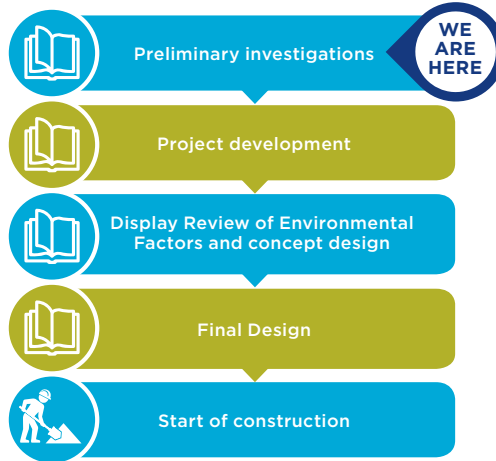 Preliminary investigations
WE
ARE
HERE
Project development
Display Review of Environmental
Factors and concept design
Final Design
Start of construction